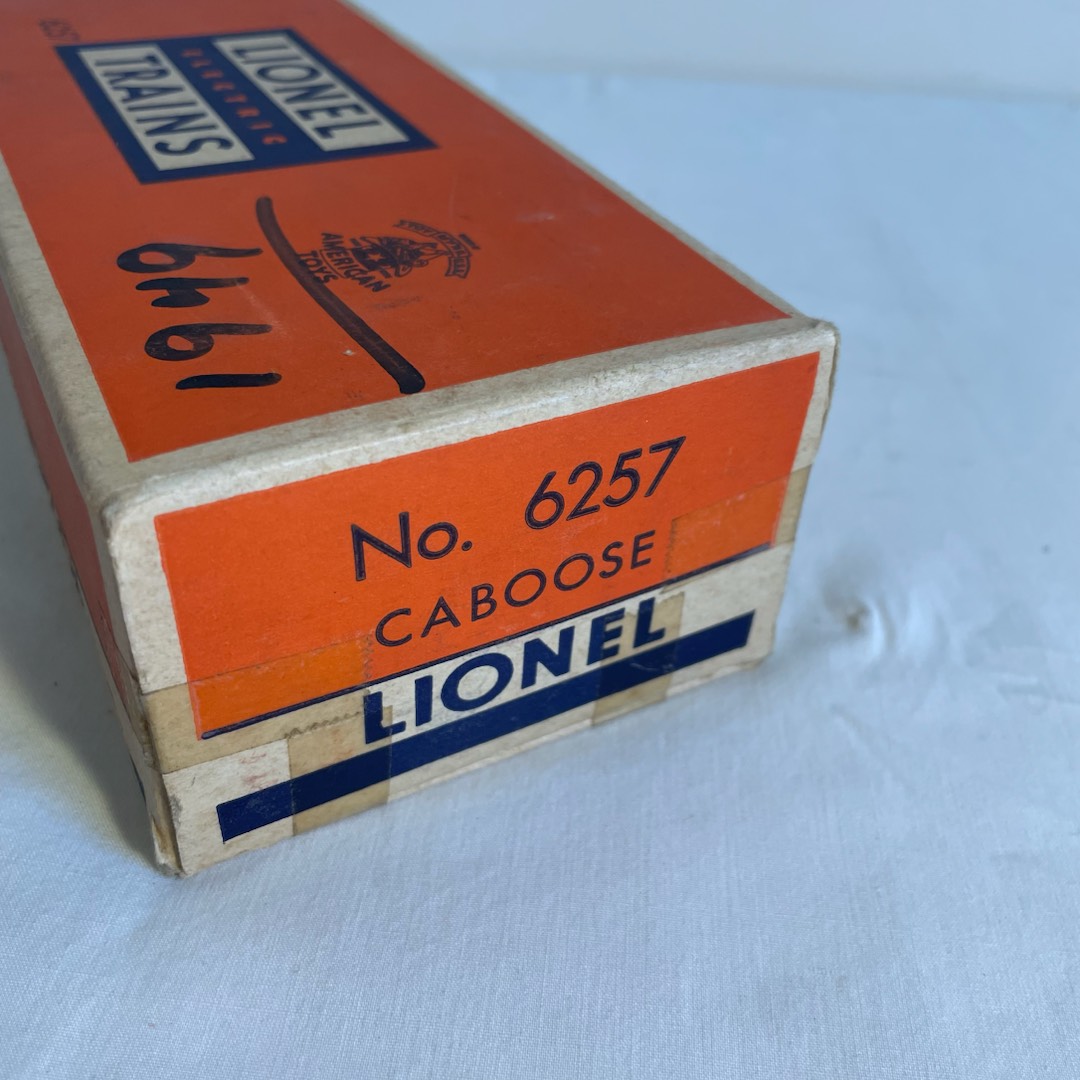 LIONEL
ELECTRIC
TRAINS
AMERICAN
TOYS
1949
No. 6257
CABOOSE
LIONEL